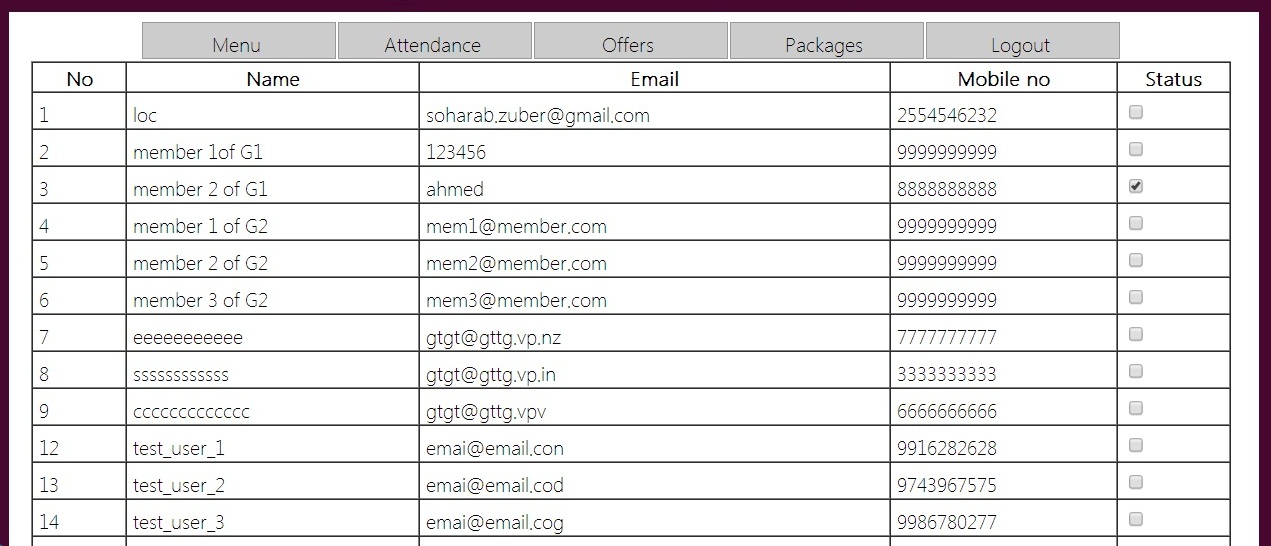 Menu Attendance Offers Packages Logout
No Name Email Mobile no Status
1 loc soharab.zuber@gmail.com 2554546232
2 member 1of G1 123456 9999999999
3 member 2 of G1 ahmed 8888888888
4 member 1 of G2 mem1@member.com 9999999999
5 member 2 of G2 mem2@member.com 9999999999
6 member 3 of G2 mem3@member.com 9999999999
7 eeeeeeeeeee gtgt@gttg.vp.nz 7777777777
8 ssssssssssss gtgt@gttg.vp.in 3333333333
9 ccccccccccccc gtgt@gttg.vpv 6666666666
12 test_user_1 emai@email.con 9916282628
13 test_user_2 emai@email.cod 9743967575
14 test_user_3 emai@email.cog 9986780277